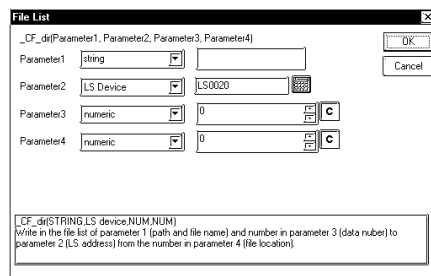 File List
_CF_dir(Parameter1, Parameter2, Parameter3, Parameter4)
OK
Parameter1 string
Cancel
Parameter2 LS Device LS0020
Parameter3 numeric 0 C
Parameter4 numeric 0 C
_CF_dir(STRING,LS device,NUM,NUM)
Write in the file list of parameter 1 (path and file name) and number in parameter 3 (data nuber) to
parameter 2 (LS address) from the number in parameter 4 (file location).